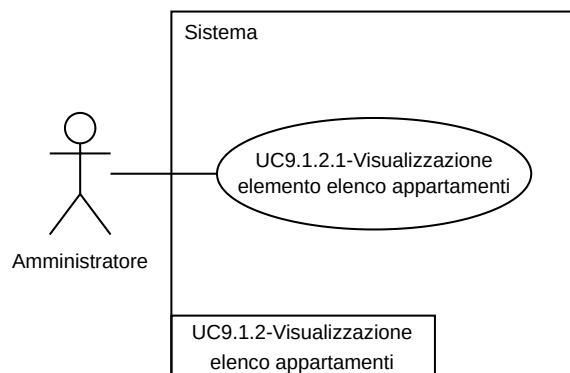 Sistema
UC9.1.2.1-Visualizzazione
elemento elenco appartamenti
Amministratore
UC9.1.2-Visualizzazione
elenco appartamenti